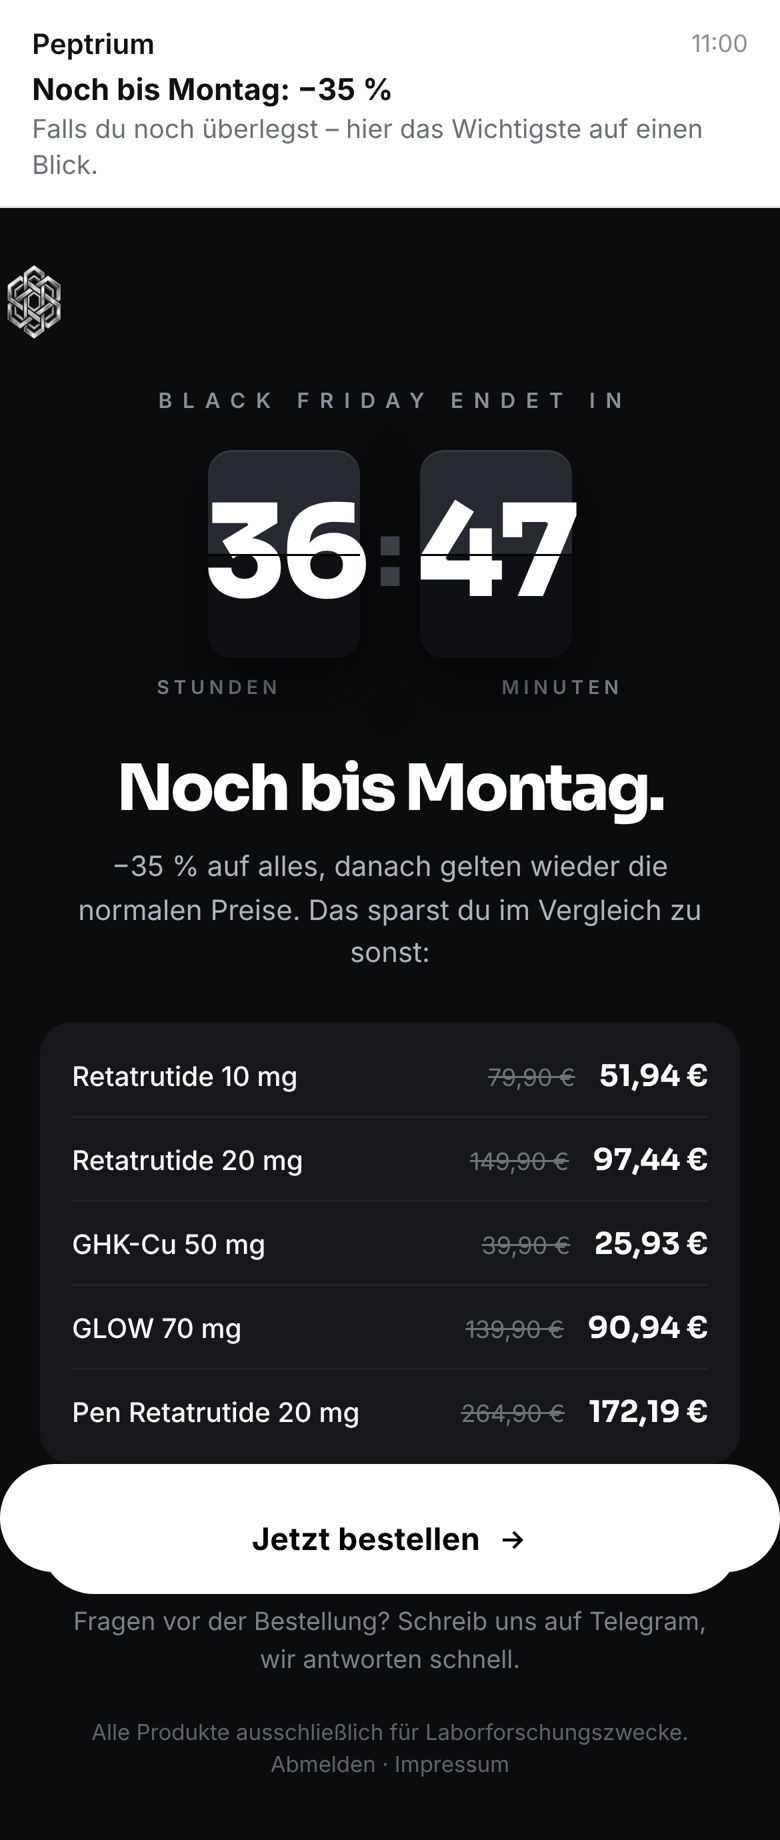 Peptrium
11:00
Noch bis Montag: −35 %
Falls du noch überlegst – hier das Wichtigste auf einen
Blick.
BLACK FRIDAY ENDET IN
36:47
STUNDEN
MINUTEN
Noch bis Montag.
−35 % auf alles, danach gelten wieder die
normalen Preise. Das sparst du im Vergleich zu
sonst:
Retatrutide 10 mg 79,90 € 51,94 €
Retatrutide 20 mg 149,90 € 97,44 €
GHK-Cu 50 mg 39,90 € 25,93 €
GLOW 70 mg 139,90 € 90,94 €
Pen Retatrutide 20 mg 264,90 € 172,19 €
Jetzt bestellen →
Fragen vor der Bestellung? Schreib uns auf Telegram,
wir antworten schnell.
Alle Produkte ausschließlich für Laborforschungszwecke.
Abmelden · Impressum